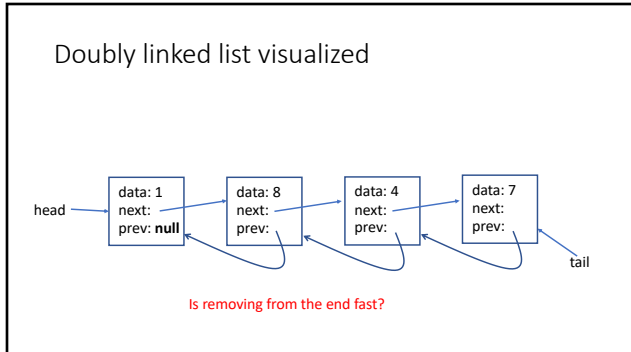 Doubly linked list visualized
head
data: 1
next:
prev: null
data: 8
next:
prev:
data: 4
next:
prev:
data: 7
next:
prev:
tail
Is removing from the end fast?